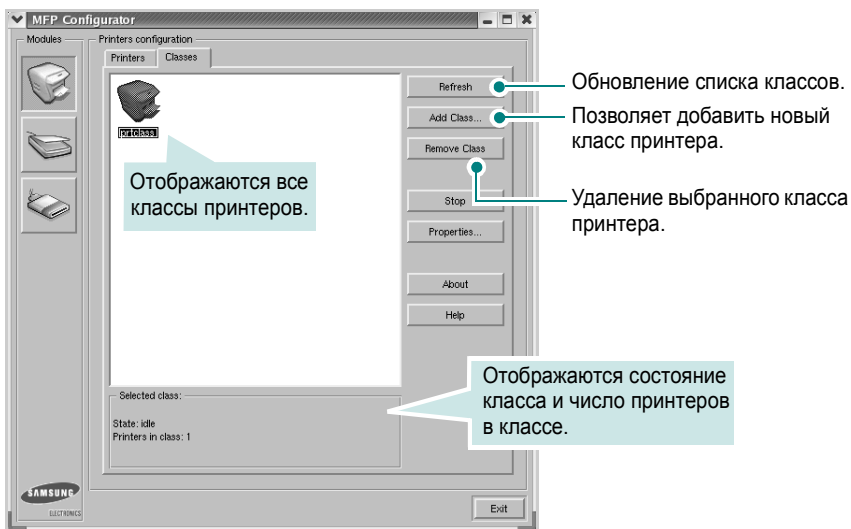 MFP Configurator
Modules
Printers configuration
Printers
Classes
prtclass1
Refresh
Add Class...
Remove Class
Stop
Properties...
About
Help
Обновление списка классов.
Позволяет добавить новый
класс принтера.
Удаление выбранного класса
принтера.
Отображаются все
классы принтеров.
Отображаются состояние
класса и число принтеров
в классе.
Selected class:
State: idle
Printers in class: 1
SAMSUNG
ELECTRONICS
Exit